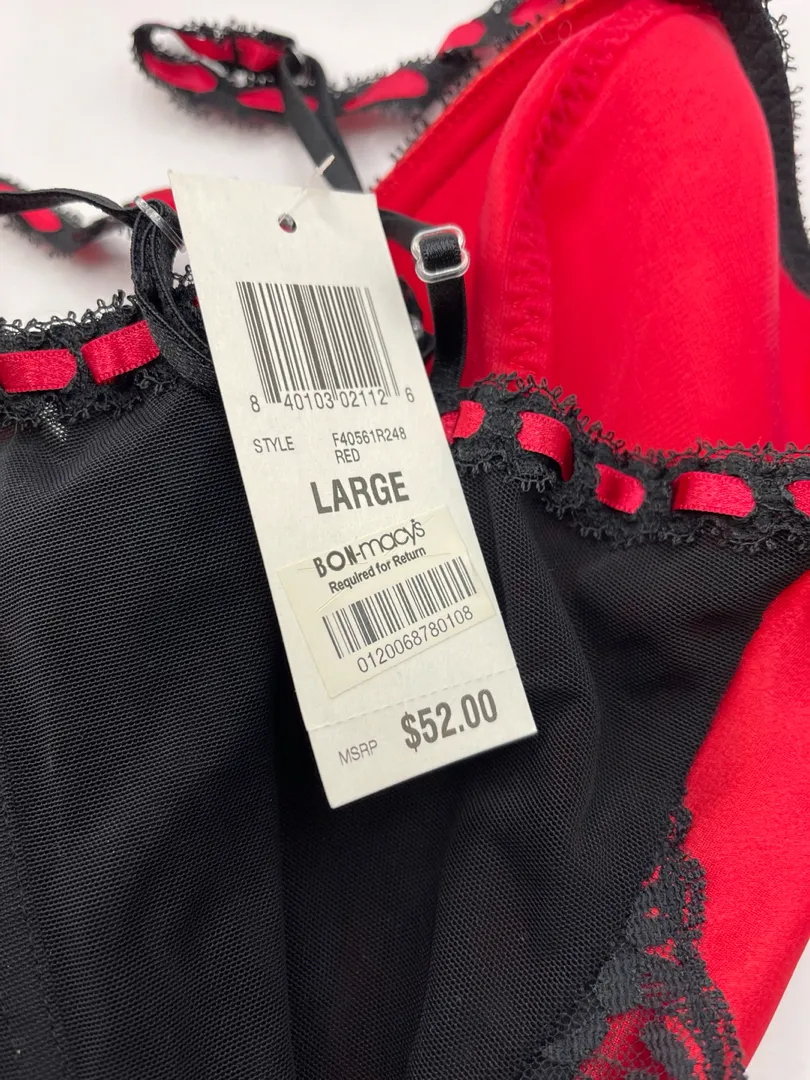 8 40103 02112 6
STYLE F40561R248
RED
LARGE
BON-macy's
Required for Return
0120068780108
MSRP $52.00